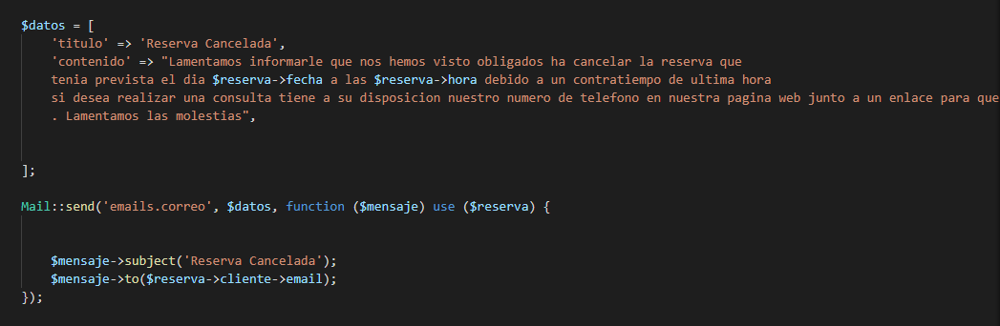 $datos = [
'titulo' => 'Reserva Cancelada',
'contenido' => "Lamentamos informarle que nos hemos visto obligados ha cancelar la reserva que
tenia prevista el dia $reserva->fecha a las $reserva->hora debido a un contratiempo de ultima hora
si desea realizar una consulta tiene a su disposicion nuestro numero de telefono en nuestra pagina web junto a un enlace para que
. Lamentamos las molestias",
];
Mail::send('emails.correo', $datos, function ($mensaje) use ($reserva) {
$mensaje->subject('Reserva Cancelada');
$mensaje->to($reserva->cliente->email);
});